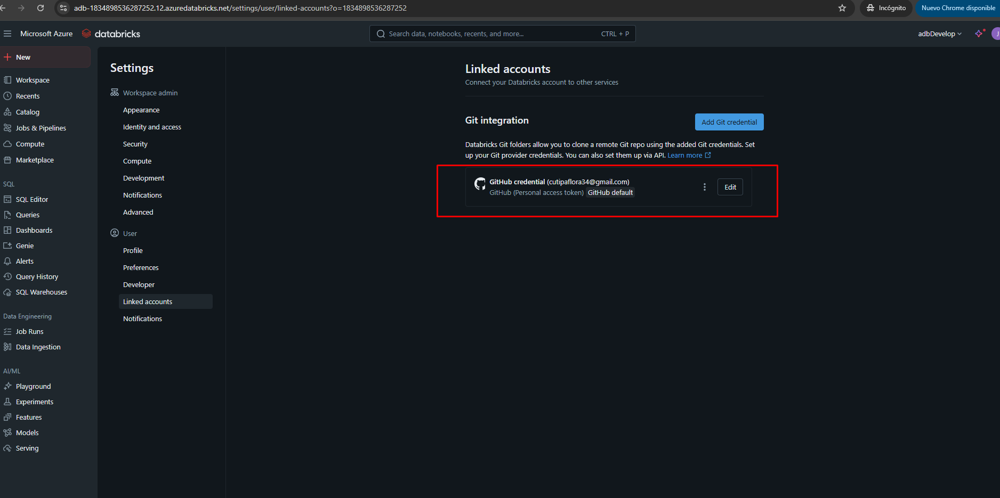 adb-1834898536287252.12.azuredatabricks.net/settings/user/linked-accounts?o=1834898536287252
Incógnito
Nuevo Chrome disponible
Microsoft Azure
databricks
Search data, notebooks, recents, and more...
CTRL + P
adbDevelop
J
New
Workspace
Recents
Catalog
Jobs & Pipelines
Compute
Marketplace
SQL
SQL Editor
Queries
Dashboards
Genie
Alerts
Query History
SQL Warehouses
Data Engineering
Job Runs
Data Ingestion
AI/ML
Playground
Experiments
Features
Models
Serving
Settings
Workspace admin
Appearance
Identity and access
Security
Compute
Development
Notifications
Advanced
User
Profile
Preferences
Developer
Linked accounts
Notifications
Linked accounts
Connect your Databricks account to other services
Git integration
Add Git credential
Databricks Git folders allow you to clone a remote Git repo using the added Git credentials. Set
up your Git provider credentials. You can also set them up via API. Learn more
GitHub credential (cutipaflora34@gmail.com)
GitHub (Personal access token) GitHub default
Edit